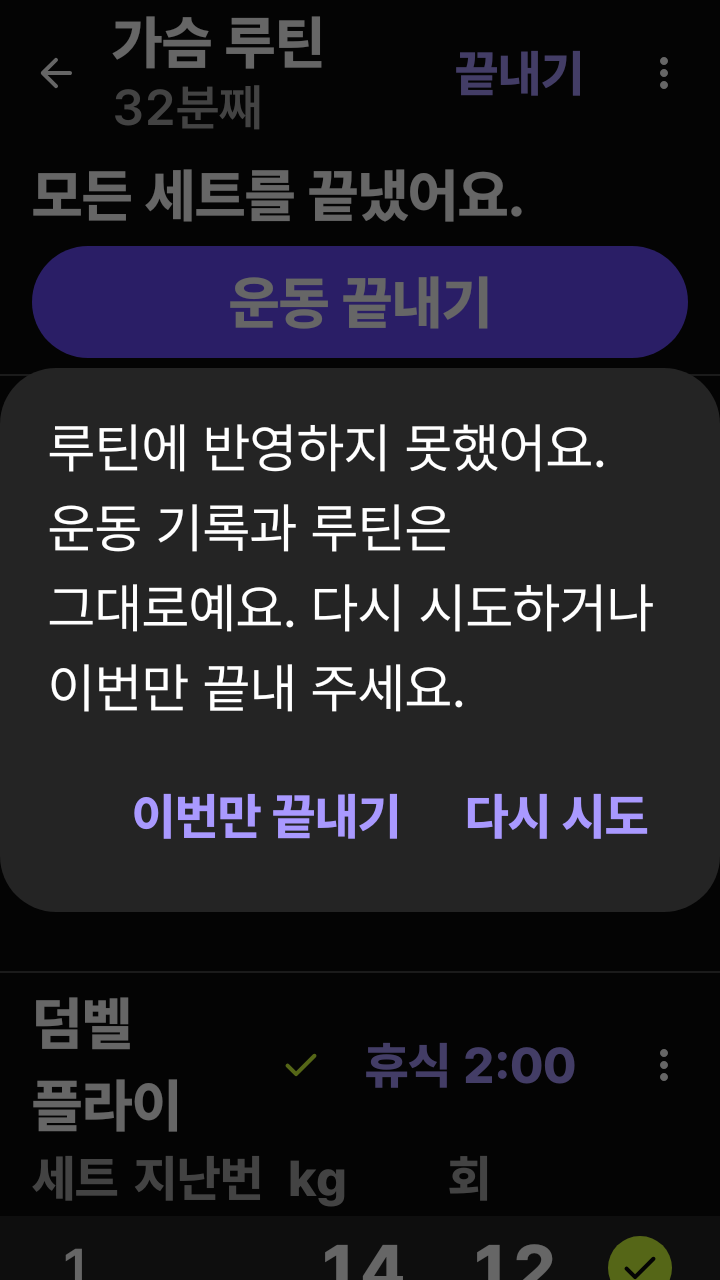 가슴 루틴
끝내기
32분째
모든 세트를 끝냈어요.
운동 끝내기
루틴에 반영하지 못했어요.
운동 기록과 루틴은
그대로예요. 다시 시도하거나
이번만 끝내 주세요.
이번만 끝내기 다시 시도
덤벨
플라이
휴식 2:00
세트 지난번 kg 회
1 14 12